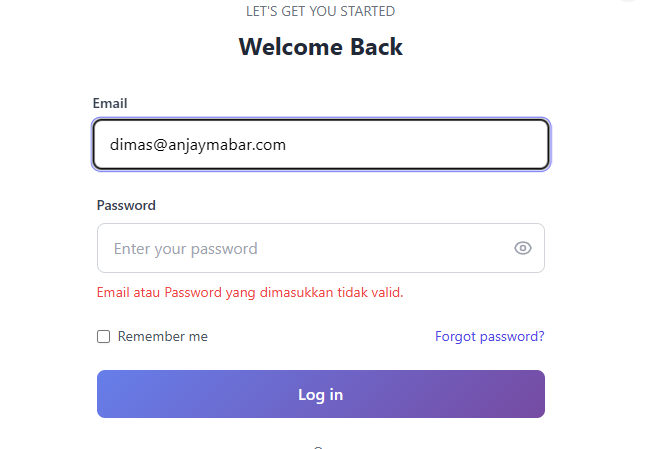 LET'S GET YOU STARTED
Welcome Back
Email
dimas@anjaymabar.com
Password
Enter your password
Email atau Password yang dimasukkan tidak valid.
Remember me
Forgot password?
Log in